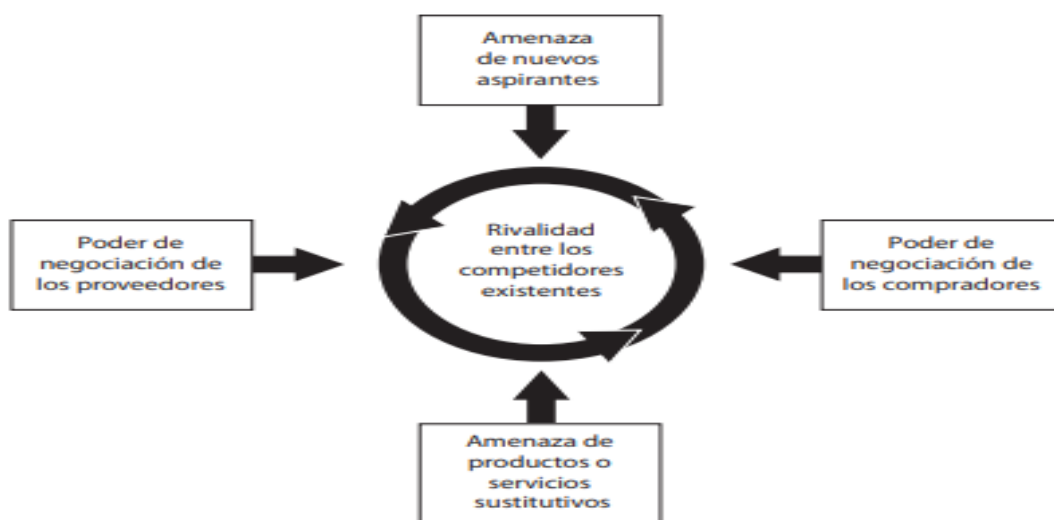 Amenaza
de nuevos
aspirantes
Poder de
negociación de
los proveedores
Rivalidad
entre los
competidores
existentes
Poder de
negociación de
los compradores
Amenaza de
productos o
servicios
sustitutivos